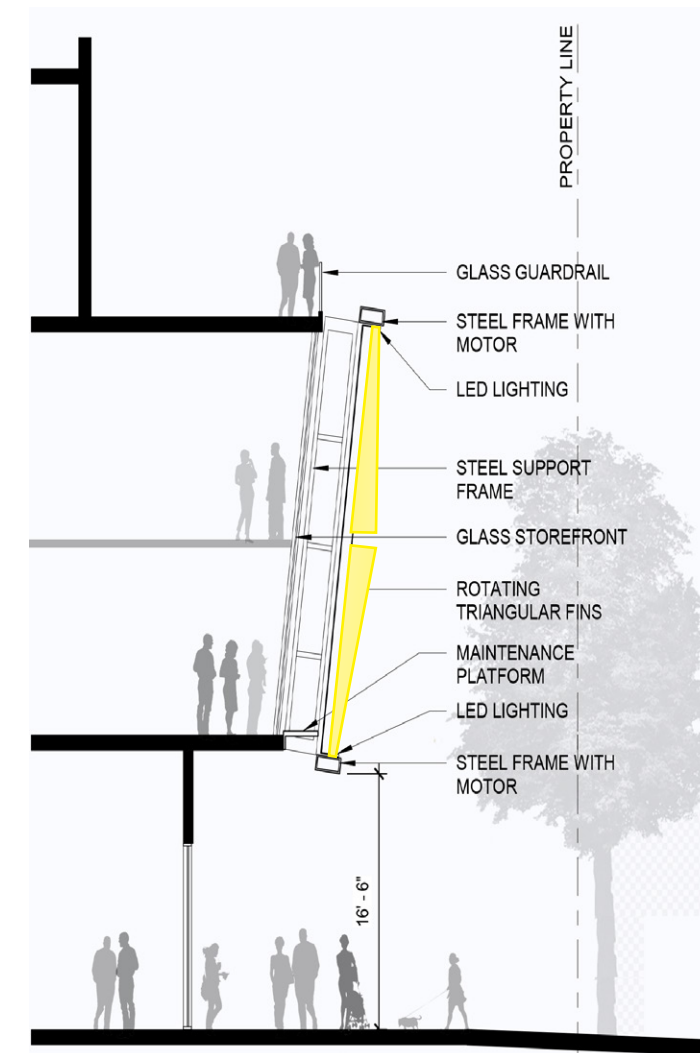 PROPERTY LINE
GLASS GUARDRAIL
STEEL FRAME WITH
MOTOR
LED LIGHTING
STEEL SUPPORT
FRAME
GLASS STOREFRONT
ROTATING
TRIANGULAR FINS
MAINTENANCE
PLATFORM
LED LIGHTING
STEEL FRAME WITH
MOTOR
16' - 6"